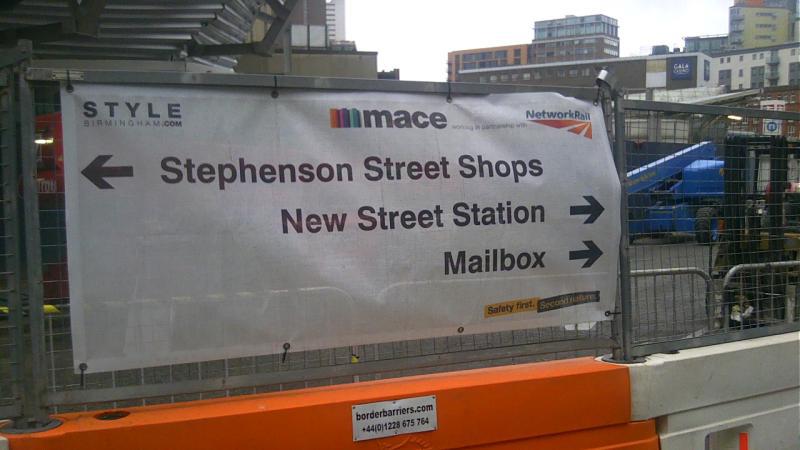 STYLE
BIRMINGHAM.COM
mace working in partnership with NetworkRail
← Stephenson Street Shops
New Street Station →
Mailbox →
Safety first. Second nature.
borderbarriers.com
+44(0)1228 675 764
GALA
CASINO